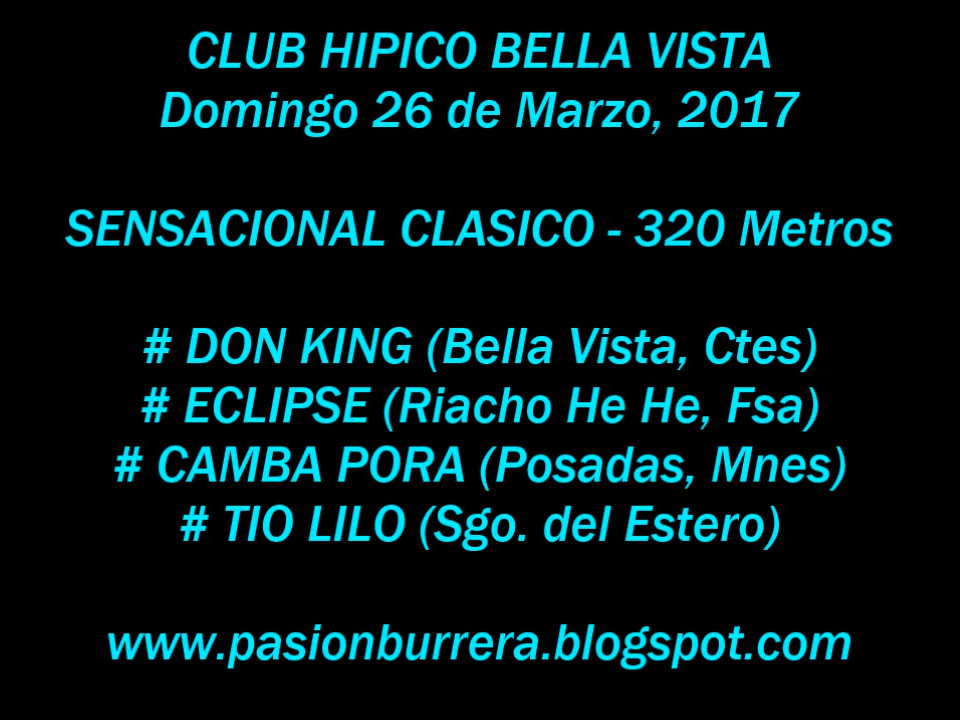 CLUB HIPICO BELLA VISTA
Domingo 26 de Marzo, 2017
SENSACIONAL CLASICO - 320 Metros
# DON KING (Bella Vista, Ctes)
# ECLIPSE (Riacho He He, Fsa)
# CAMBA PORA (Posadas, Mnes)
# TIO LILO (Sgo. del Estero)
www.pasionburrera.blogspot.com